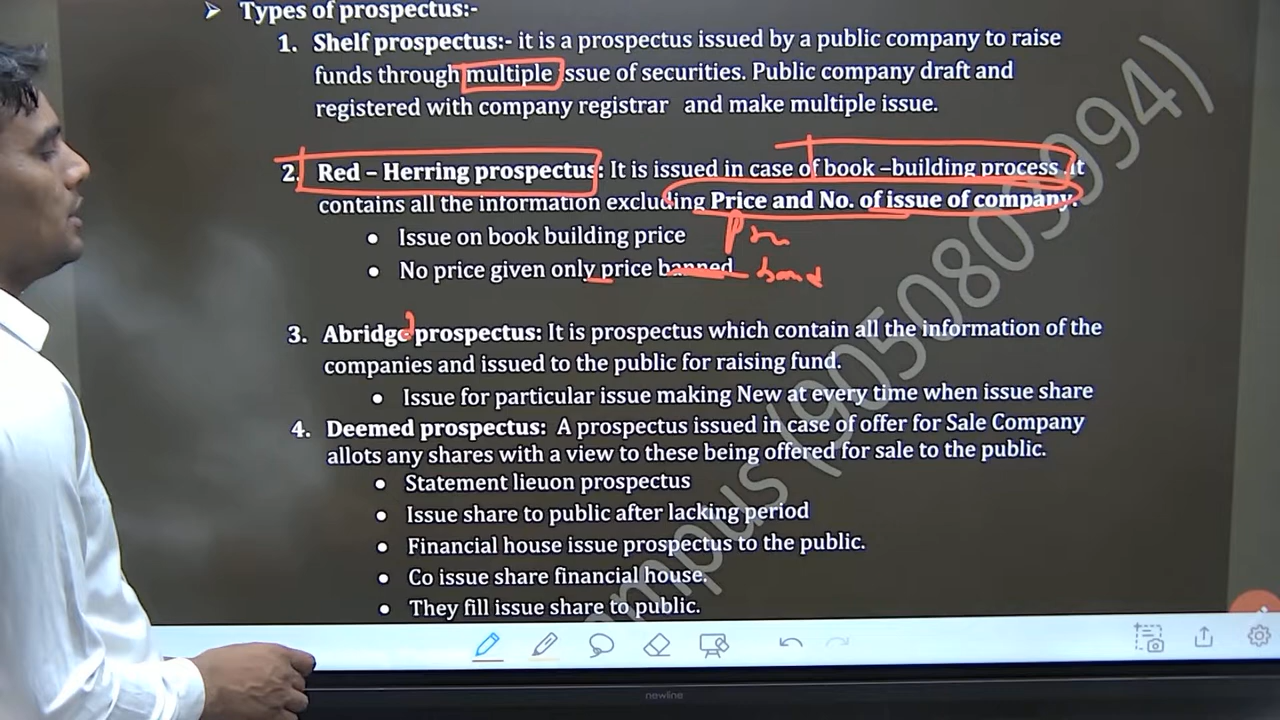 ➢ Types of prospectus:-
1. Shelf prospectus:- it is a prospectus issued by a public company to raise
funds through multiple issue of securities. Public company draft and
registered with company registrar and make multiple issue.
2. Red – Herring prospectus: It is issued in case of book –building process .it
contains all the information excluding Price and No. of issue of company.
• Issue on book building price
• No price given only price banned band
3. Abridge prospectus: It is prospectus which contain all the information of the
companies and issued to the public for raising fund.
• Issue for particular issue making New at every time when issue share
4. Deemed prospectus: A prospectus issued in case of offer for Sale Company
allots any shares with a view to these being offered for sale to the public.
• Statement lieuon prospectus
• Issue share to public after lacking period
• Financial house issue prospectus to the public.
• Co issue share financial house.
• They fill issue share to public.
mpus (9050809994)
newline